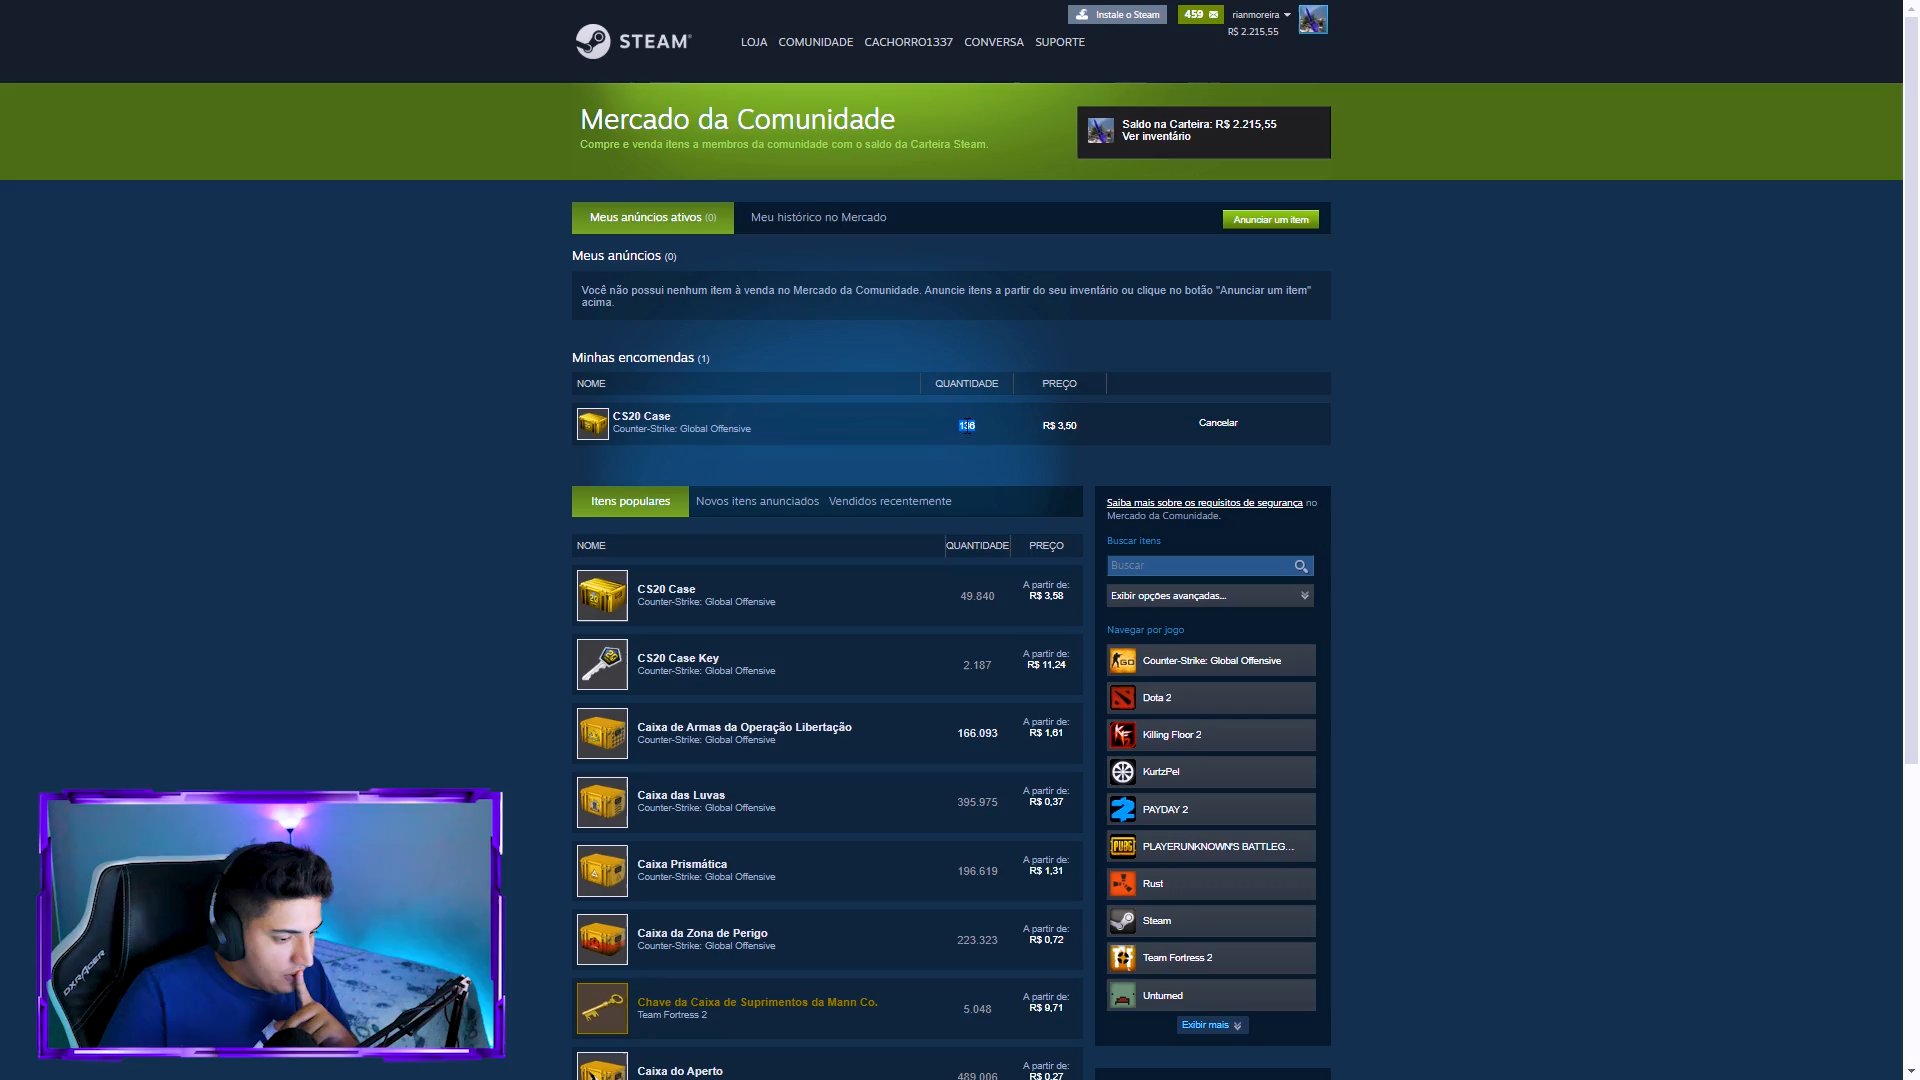 Instale o Steam
459
rianmoreira
R$ 2.215,55
STEAM
LOJA
COMUNIDADE
CACHORRO1337
CONVERSA
SUPORTE
Mercado da Comunidade
Compre e venda itens a membros da comunidade com o saldo da Carteira Steam.
Saldo na Carteira: R$ 2.215,55
Ver inventário
Meus anúncios ativos (0)
Meu histórico no Mercado
Anunciar um item
Meus anúncios (0)
Você não possui nenhum item à venda no Mercado da Comunidade. Anuncie itens a partir do seu inventário ou clique no botão "Anunciar um item"
acima.
Minhas encomendas (1)
NOME
QUANTIDADE
PREÇO
CS20 Case
Counter-Strike: Global Offensive
136
R$ 3,50
Cancelar
Itens populares
Novos itens anunciados
Vendidos recentemente
NOME
QUANTIDADE
PREÇO
CS20 Case
Counter-Strike: Global Offensive
49.840
A partir de:
R$ 3,58
CS20 Case Key
Counter-Strike: Global Offensive
2.187
A partir de:
R$ 11,24
Caixa de Armas da Operação Libertação
Counter-Strike: Global Offensive
166.093
A partir de:
R$ 1,61
Caixa das Luvas
Counter-Strike: Global Offensive
395.975
A partir de:
R$ 0,37
Caixa Prismática
Counter-Strike: Global Offensive
196.619
A partir de:
R$ 1,31
Caixa da Zona de Perigo
Counter-Strike: Global Offensive
223.323
A partir de:
R$ 0,72
Chave da Caixa de Suprimentos da Mann Co.
Team Fortress 2
5.048
A partir de:
R$ 9,71
Caixa do Aperto
489.006
A partir de:
R$ 0,27
Saiba mais sobre os requisitos de segurança no
Mercado da Comunidade.
Buscar itens
Buscar
Exibir opções avançadas...
Navegar por jogo
Counter-Strike: Global Offensive
Dota 2
Killing Floor 2
KurtzPel
PAYDAY 2
PLAYERUNKNOWN'S BATTLEG...
Rust
Steam
Team Fortress 2
Unturned
Exibir mais
DXRACER